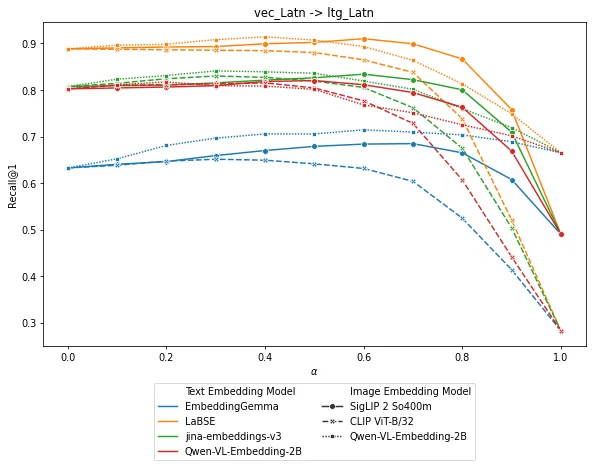 vec_Latn -> ltg_Latn
Recall@1
0.9
0.8
0.7
0.6
0.5
0.4
0.3
0.0 0.2 0.4 0.6 0.8 1.0
α
Text Embedding Model
EmbeddingGemma
LaBSE
jina-embeddings-v3
Qwen-VL-Embedding-2B
Image Embedding Model
SigLIP 2 So400m
CLIP ViT-B/32
Qwen-VL-Embedding-2B